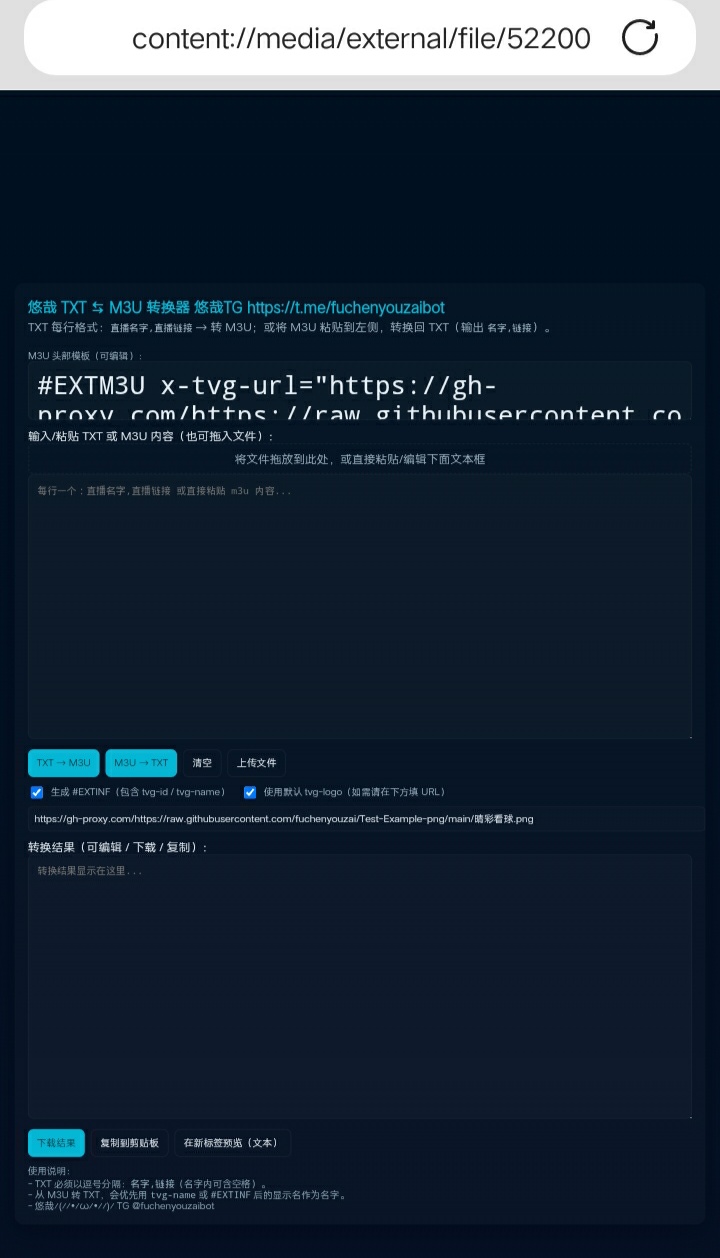 content://media/external/file/52200
悠哉 TXT ⇆ M3U 转换器 悠哉TG https://t.me/fuchenyouzaibot
TXT 每行格式：直播名字,直播链接 → 转 M3U；或将 M3U 粘贴到左侧，转换回 TXT（输出 名字,链接）。
M3U 头部模板（可编辑）:
#EXTM3U x-tvg-url="https://gh-
proxy.com/https://raw.githubusercontent.co
输入/粘贴 TXT 或 M3U 内容（也可拖入文件）:
将文件拖放到此处，或直接粘贴/编辑下面文本框
每行一个：直播名字,直播链接 或直接粘贴 m3u 内容...
TXT → M3U M3U → TXT 清空 上传文件
生成 #EXTINF（包含 tvg-id / tvg-name） 使用默认 tvg-logo（如需请在下方填 URL）
https://gh-proxy.com/https://raw.githubusercontent.com/fuchenyouzai/Test-Example-png/main/睛彩看球.png
转换结果（可编辑 / 下载 / 复制）:
转换结果显示在这里...
下载结果 复制到剪贴板 在新标签预览（文本）
使用说明:
- TXT 必须以逗号分隔：名字,链接（名字内可含空格）。
- 从 M3U 转 TXT，会优先用 tvg-name 或 #EXTINF 后的显示名作为名字。
- 悠哉/(//•/ω/•//)/ TG @fuchenyouzaibot